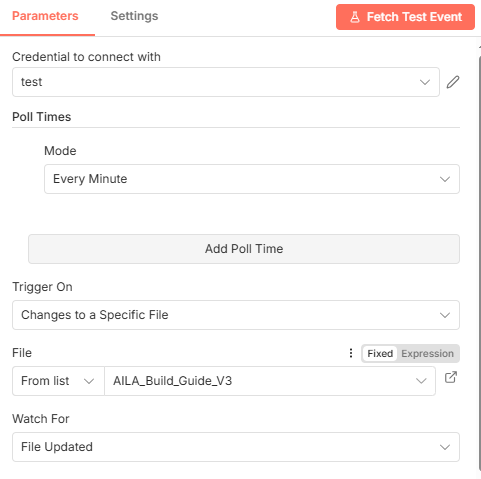 Parameters Settings Fetch Test Event
Credential to connect with
test
Poll Times
Mode
Every Minute
Add Poll Time
Trigger On
Changes to a Specific File
File Fixed Expression
From list AILA_Build_Guide_V3
Watch For
File Updated